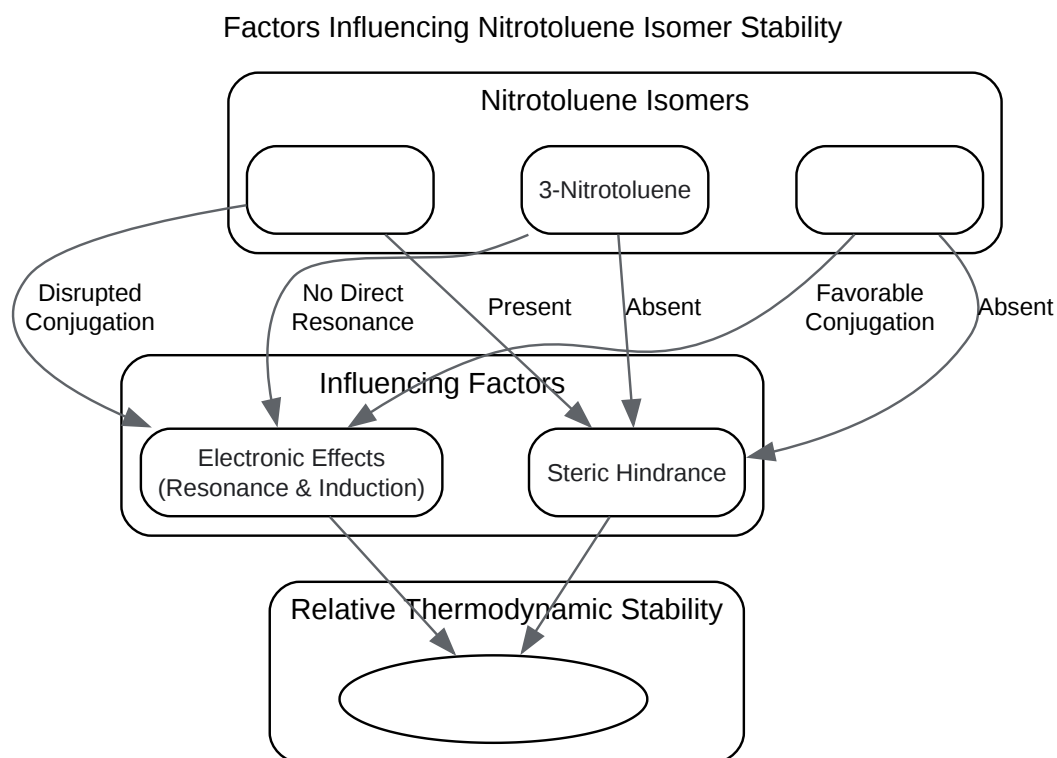 Factors Influencing Nitrotoluene Isomer Stability
Nitrotoluene Isomers
3-Nitrotoluene
Disrupted
Conjugation
No Direct
Resonance
Present
Absent
Favorable
Conjugation
Absent
Influencing Factors
Electronic Effects
(Resonance & Induction)
Steric Hindrance
Relative Thermodynamic Stability